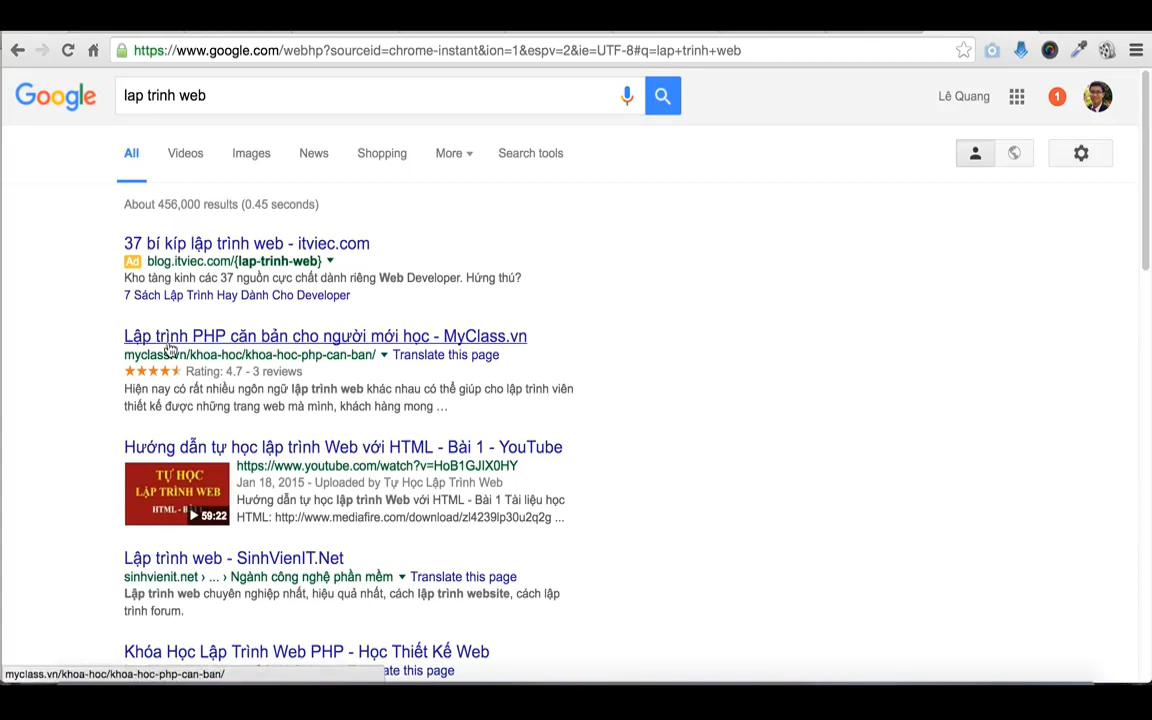 https://www.google.com/webhp?sourceid=chrome-instant&ion=1&espv=2&ie=UTF-8#q=lap+trinh+web
Google
lap trinh web
Lê Quang
1
All Videos Images News Shopping More Search tools
About 456,000 results (0.45 seconds)
37 bí kíp lập trình web - itviec.com
Ad blog.itviec.com/{lap-trinh-web}
Kho tàng kinh các 37 nguồn cực chất dành riêng Web Developer. Hứng thú?
7 Sách Lập Trình Hay Dành Cho Developer
Lập trình PHP căn bản cho người mới học - MyClass.vn
myclass.vn/khoa-hoc/khoa-hoc-php-can-ban/ Translate this page
Rating: 4.7 - 3 reviews
Hiện nay có rất nhiều ngôn ngữ lập trình web khác nhau có thể giúp cho lập trình viên
thiết kế được những trang web mà mình, khách hàng mong ...
Hướng dẫn tự học lập trình Web với HTML - Bài 1 - YouTube
TỰ HỌC
LẬP TRÌNH WEB
HTML - B
59:22
https://www.youtube.com/watch?v=HoB1GJIX0HY
Jan 18, 2015 - Uploaded by Tự Học Lập Trình Web
Hướng dẫn tự học lập trình Web với HTML - Bài 1 Tài liệu học
HTML: http://www.mediafire.com/download/zl4239lp30u2q2g ...
Lập trình web - SinhVienIT.Net
sinhvienit.net › ... › Ngành công nghệ phần mềm Translate this page
Lập trình web chuyên nghiệp nhất, hiệu quả nhất, cách lập trình website, cách lập
trình forum.
Khóa Học Lập Trình Web PHP - Học Thiết Kế Web
this page
myclass.vn/khoa-hoc/khoa-hoc-php-can-ban/